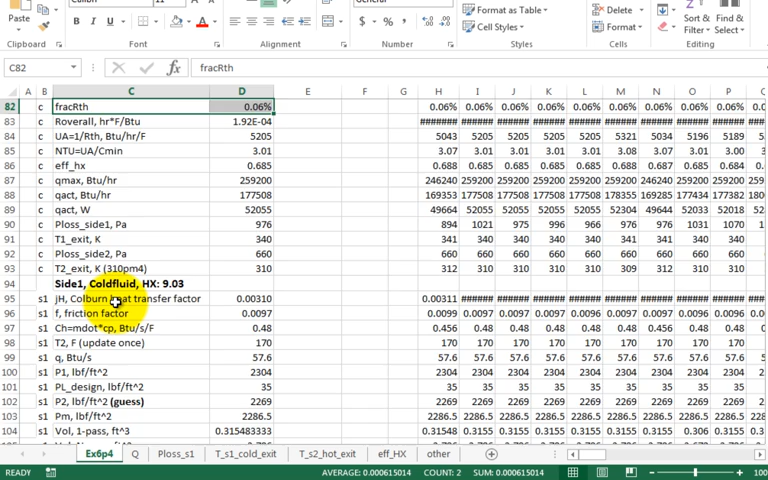 Paste
Clipboard
Calibri
11
B I U
Font
Alignment
General
$ % ,
Number
Format as Table
Cell Styles
Styles
Delete
Format
Cells
Sort & Filter
Find & Select
Editing
C82 fracRth
A B C D E F G H I J K L M N O P
82 c fracRth 0.06% 0.06% 0.06% 0.06% 0.06% 0.06% 0.06% 0.06% 0.06% 0.06%
83 c Roverall, hr*F/Btu 1.92E-04 ####### ###### ###### ###### ###### ###### ###### ###### ######
84 c UA=1/Rth, Btu/hr/F 5205 5043 5205 5205 5205 5205 5321 5034 5196 5189
85 c NTU=UA/Cmin 3.01 3.07 3.01 3.01 3.01 3.01 3.08 3.07 3.01 3.00
86 c eff_hx 0.685 0.688 0.685 0.685 0.685 0.685 0.688 0.687 0.685 0.684
87 c qmax, Btu/hr 259200 246240 259200 259200 259200 259200 259200 246240 259200 259200
88 c qact, Btu/hr 177508 169353 177508 177508 177508 177508 178355 169285 177434 177382
89 c qact, W 52055 49664 52055 52055 52055 52055 52304 49644 52033 52018
90 c Ploss_side1, Pa 976 894 1021 975 996 966 976 976 1031 1070
91 c T1_exit, K 340 341 340 340 340 340 340 341 340 340
92 c Ploss_side2, Pa 660 660 660 660 660 660 660 660 660 660
93 c T2_exit, K (310pm4) 310 312 310 310 310 310 309 312 310 310
94 Side1, Coldfluid, HX: 9.03
95 s1 jH, Colburn heat transfer factor 0.00310 0.00311 ###### ###### ###### ###### ###### ###### ###### ######
96 s1 f, friction factor 0.0097 0.0099 0.0097 0.0097 0.0097 0.0097 0.0097 0.0099 0.0097 0.0096
97 s1 Ch=mdot*cp, Btu/s/F 0.48 0.456 0.48 0.48 0.48 0.48 0.48 0.456 0.48 0.48
98 s1 T2, F (update once) 170 170 170 170 170 170 170 170 170 170
99 s1 q, Btu/s 57.6 57.6 57.6 57.6 57.6 57.6 57.6 57.6 57.6 57.6
100 s1 P1, lbf/ft^2 2304 2304 2304 2304 2304 2304 2304 2304 2304 2304
101 s1 PL_design, lbf/ft^2 35 35 35 35 35 35 35 35 35 35
102 s1 P2, lbf/ft^2 (guess) 2269 2269 2269 2269 2269 2269 2269 2269 2269 2269
103 s1 Pm, lbf/ft^2 2286.5 2286.5 2286.5 2286.5 2286.5 2286.5 2286.5 2286.5 2286.5 2286.5
104 s1 Vol, 1-pass, ft^3 0.315483333 0.31548 0.3155 0.3155 0.3155 0.3155 0.3155 0.3155 0.306 0.3155
Ex6p4 Q Ploss_s1 T_s1_cold_exit T_s2_hot_exit eff_HX other
READY AVERAGE: 0.000615014 COUNT: 2 SUM: 0.000615014 100